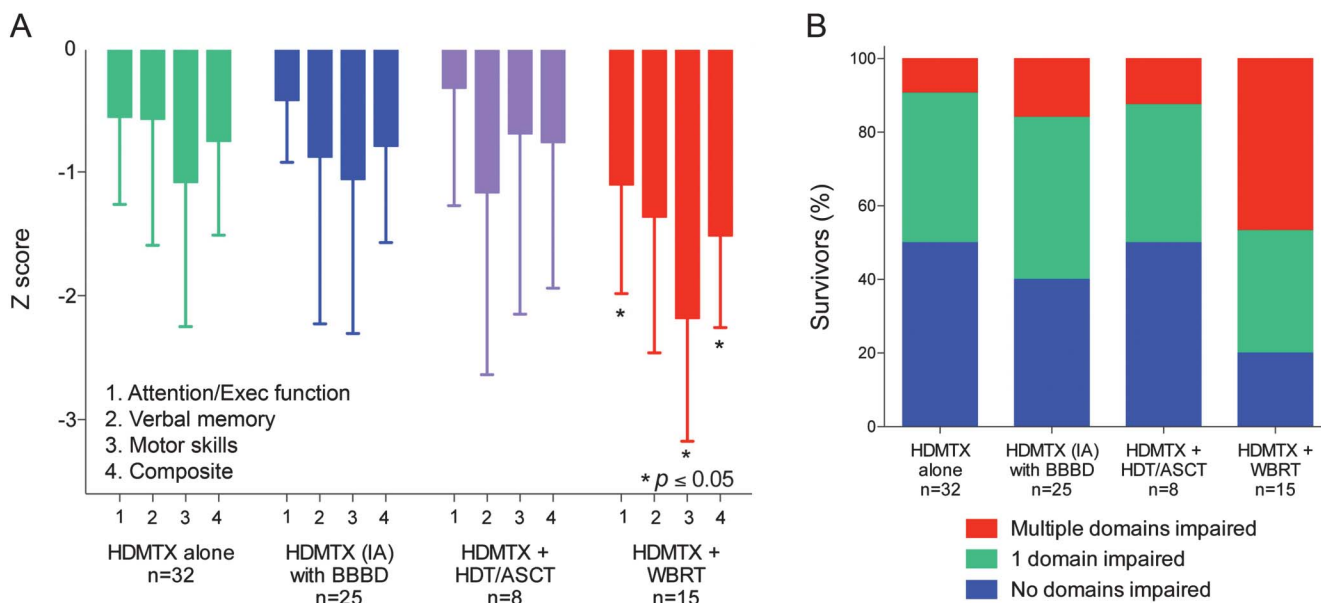 A
0
-1
-2
-3
Z score
1. Attention/Exec function
2. Verbal memory
3. Motor skills
4. Composite
*
*
*
* p ≤ 0.05
1 2 3 4 1 2 3 4 1 2 3 4 1 2 3 4
HDMTX alone
n=32
HDMTX (IA)
with BBBD
n=25
HDMTX +
HDT/ASCT
n=8
HDMTX +
WBRT
n=15
B
100
80
60
40
20
0
Survivors (%)
HDMTX
alone
n=32
HDMTX (IA)
with BBBD
n=25
HDMTX +
HDT/ASCT
n=8
HDMTX +
WBRT
n=15
Multiple domains impaired
1 domain impaired
No domains impaired